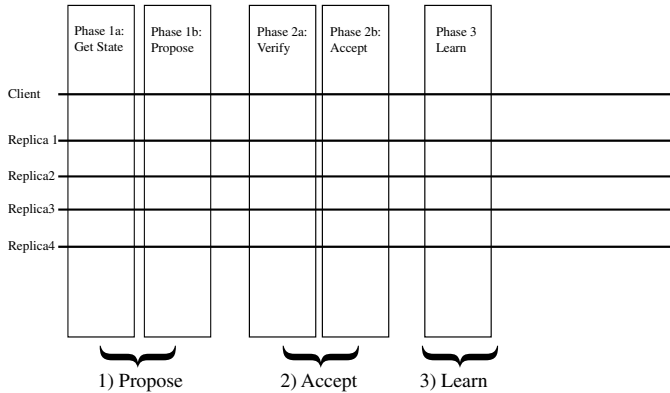 Phase 1a:
Get State
Phase 1b:
Propose
Phase 2a:
Verify
Phase 2b:
Accept
Phase 3
Learn
Client
Replica 1
Replica2
Replica3
Replica4
1) Propose
2) Accept
3) Learn